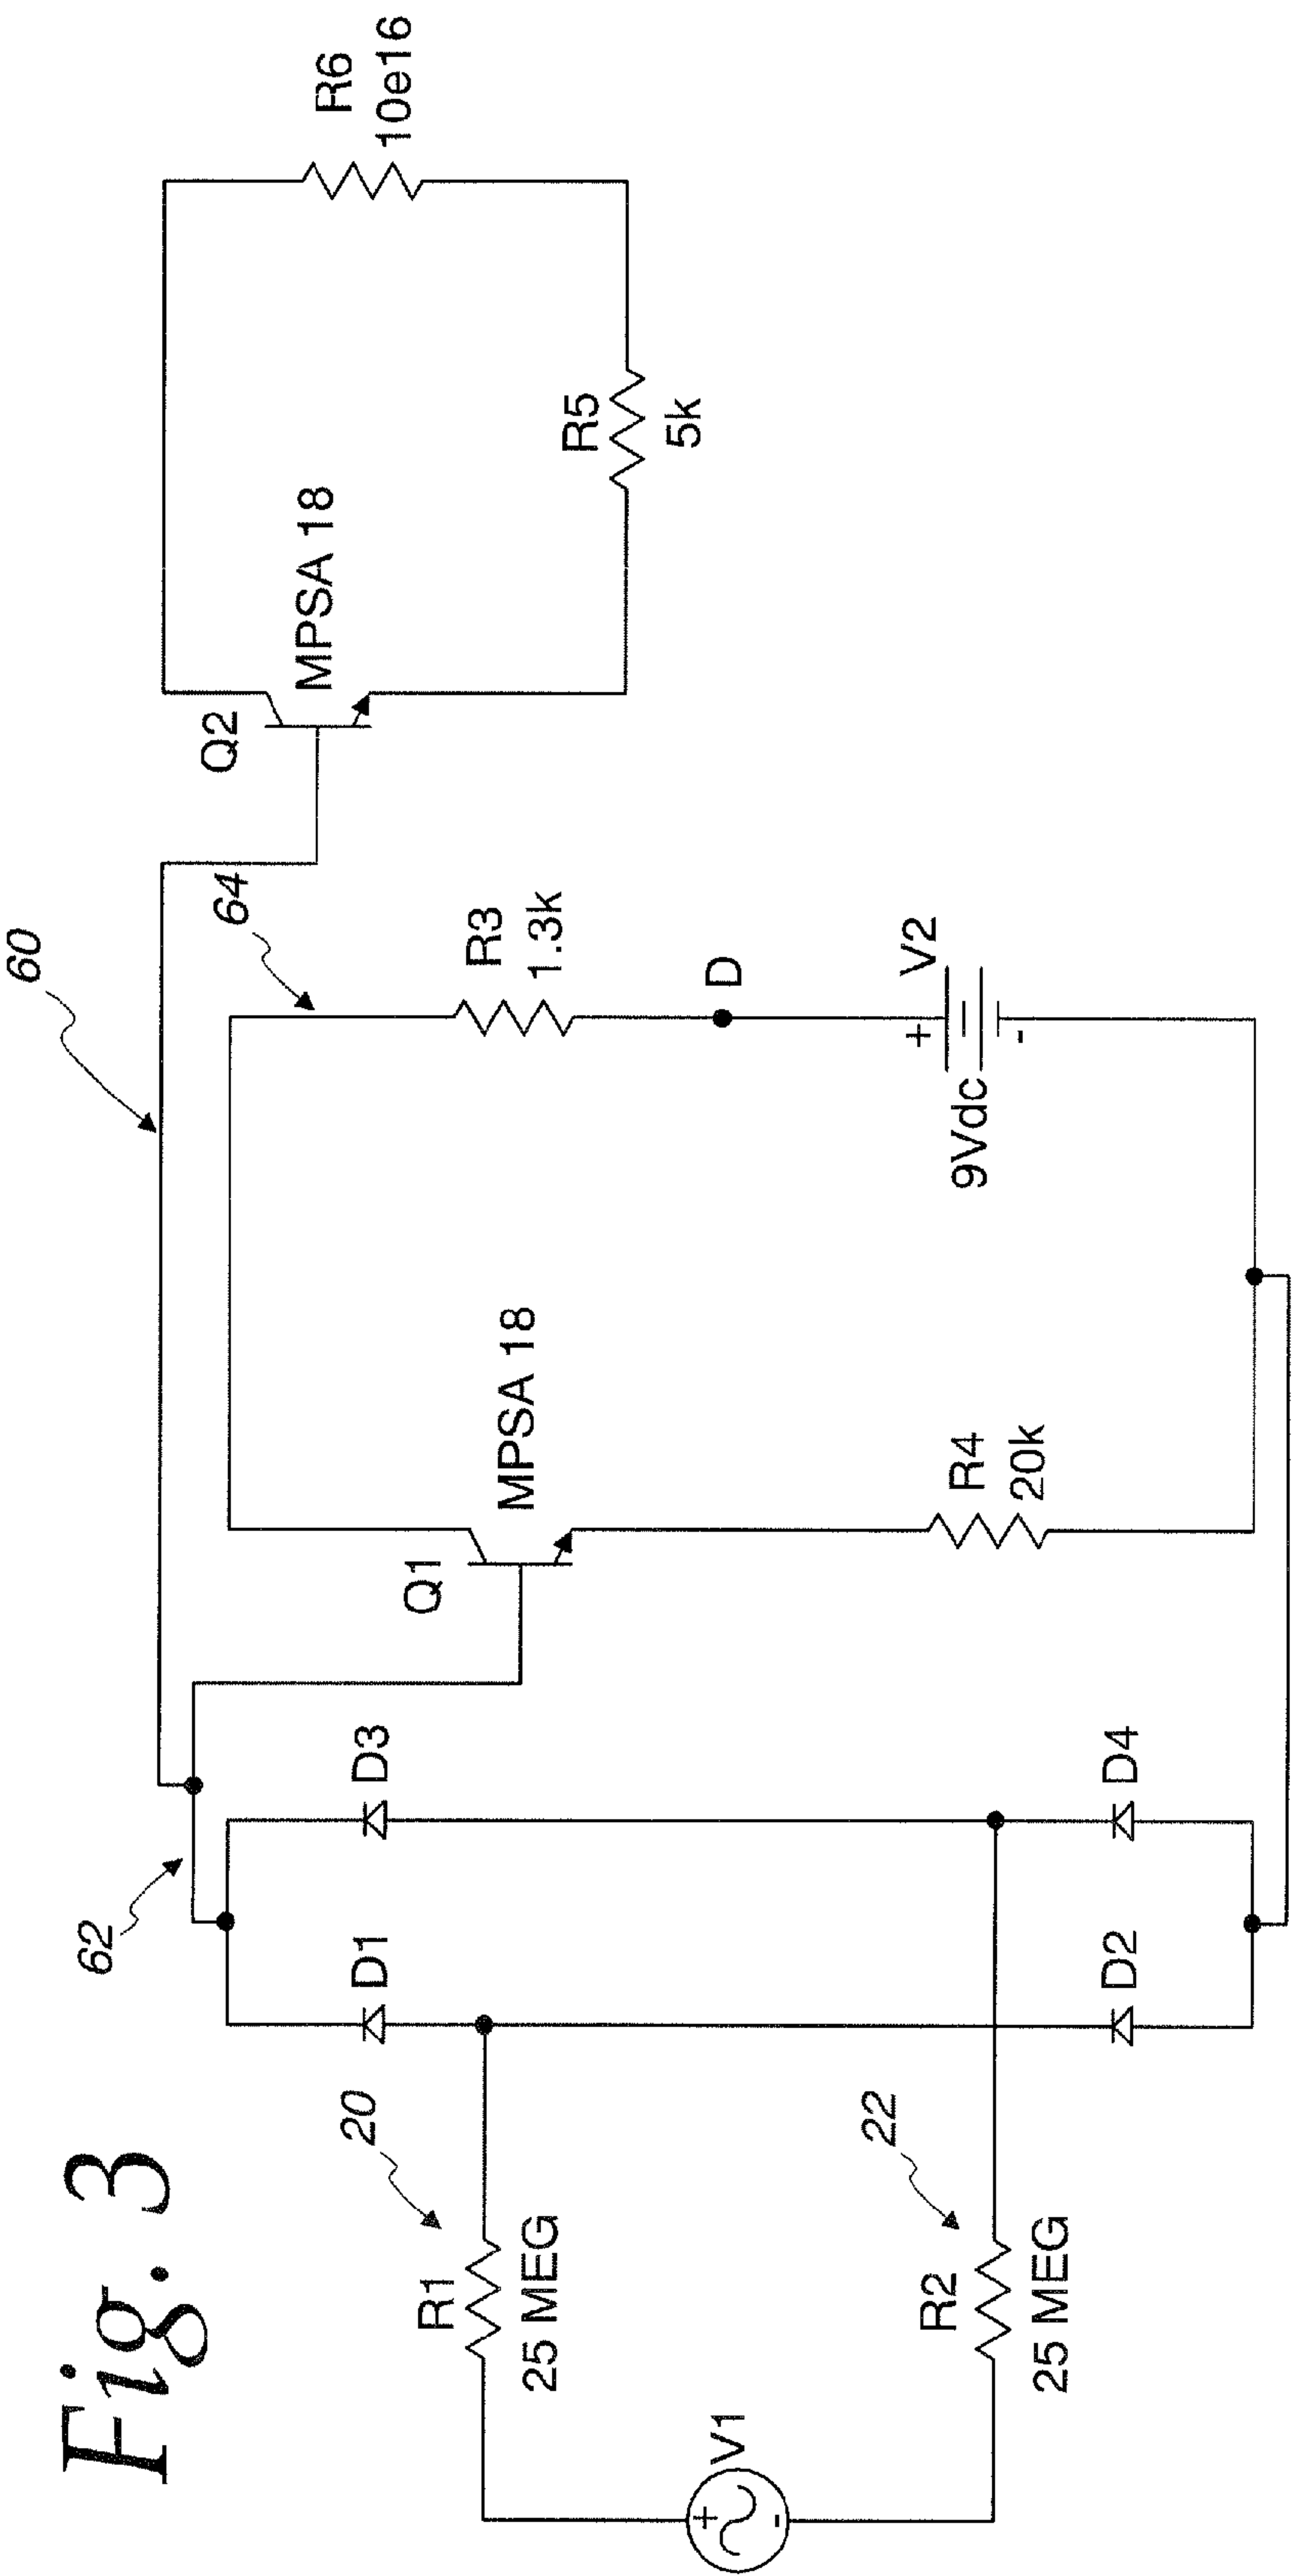 Fig. 3
60
62
64
20
22
V1
+
-
R1
25 MEG
R2
25 MEG
D1
D3
D2
D4
Q1
MPSA 18
R4
20k
R3
1.3k
D
V2
+
-
9Vdc
Q2
MPSA 18
R5
5k
R6
10e16